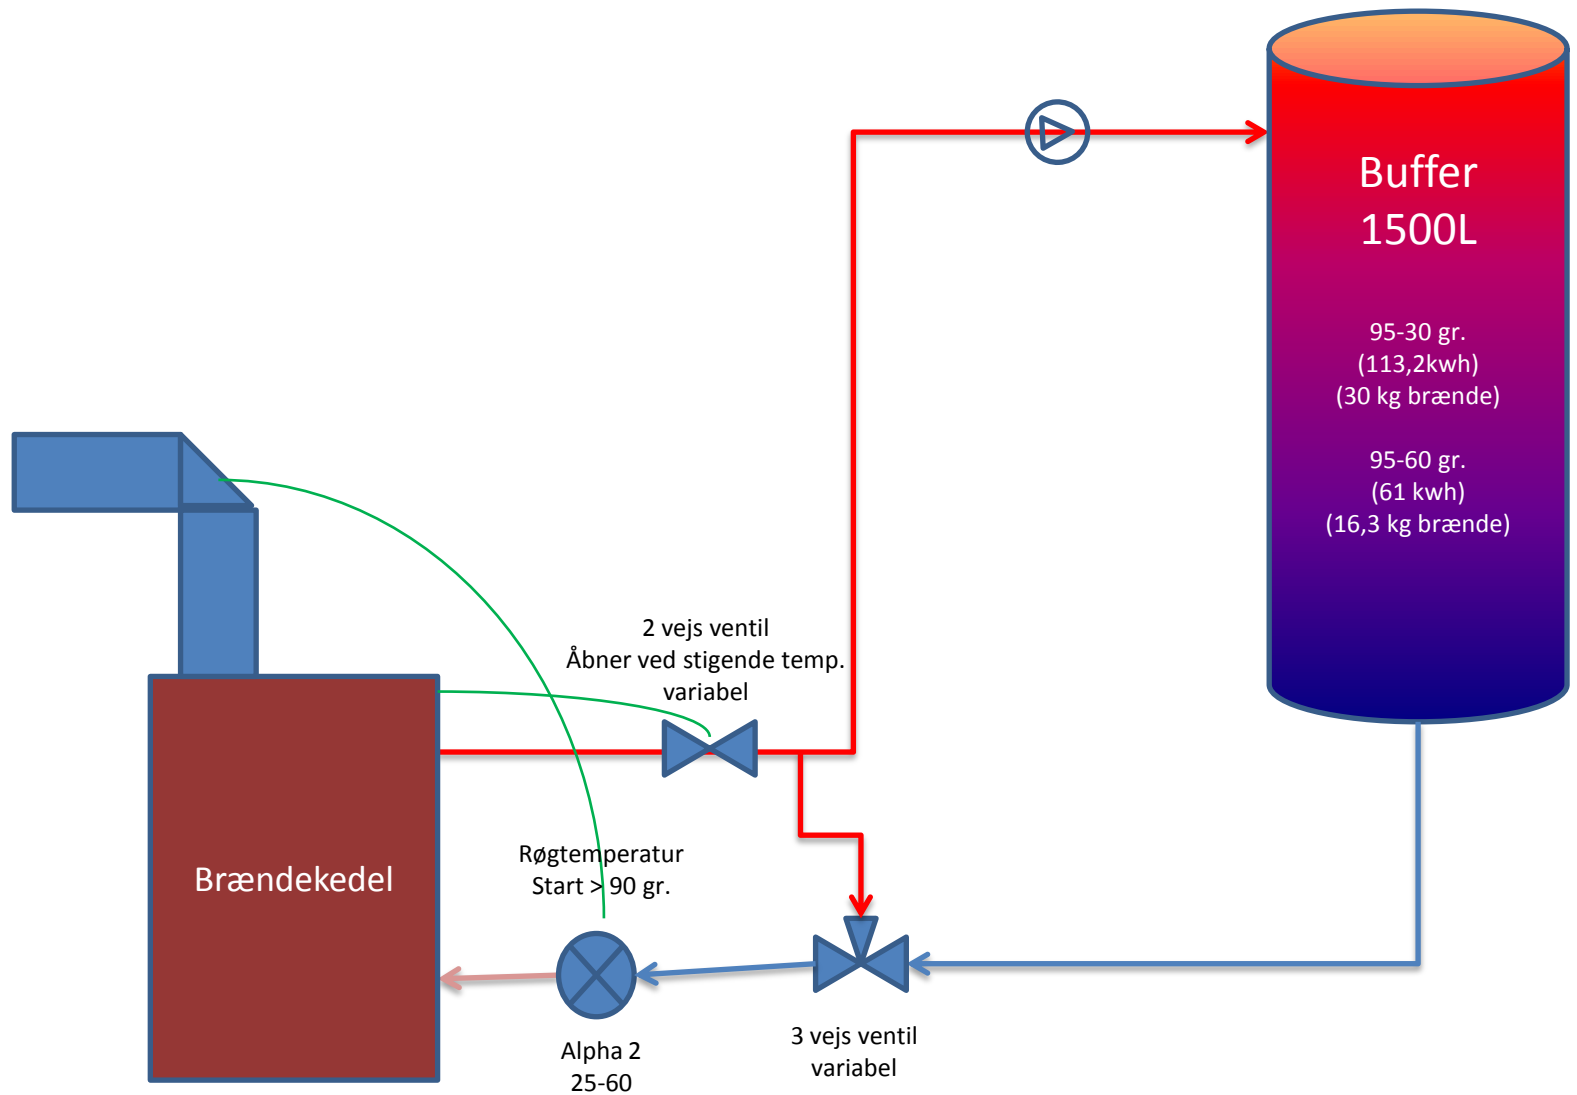 Buffer
1500L
95-30 gr.
(113,2kwh)
(30 kg brænde)
95-60 gr.
(61 kwh)
(16,3 kg brænde)
2 vejs ventil
Åbner ved stigende temp.
variabel
Røgtemperatur
Start > 90 gr.
Brændekedel
Alpha 2
25-60
3 vejs ventil
variabel